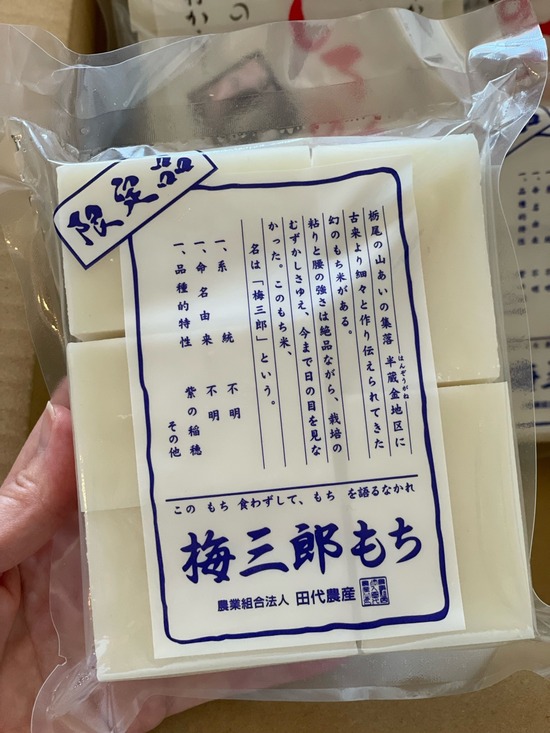 限定品
栃尾の山あいの集落 半蔵金地区に
はんぞうがね
古来より細々と作り伝えられてきた
幻のもち米がある。
粘りと腰の強さは絶品ながら、栽培の
むずかしさゆえ、今まで日の目を見な
かった。このもち米、
名は「梅三郎」という。
一、系 統 不明
一、命名由来 不明
一、品種的特性 紫の稲穂
その他
この もち 食わずして、もち を語るなかれ
梅三郎もち
農業組合法人 田代農産